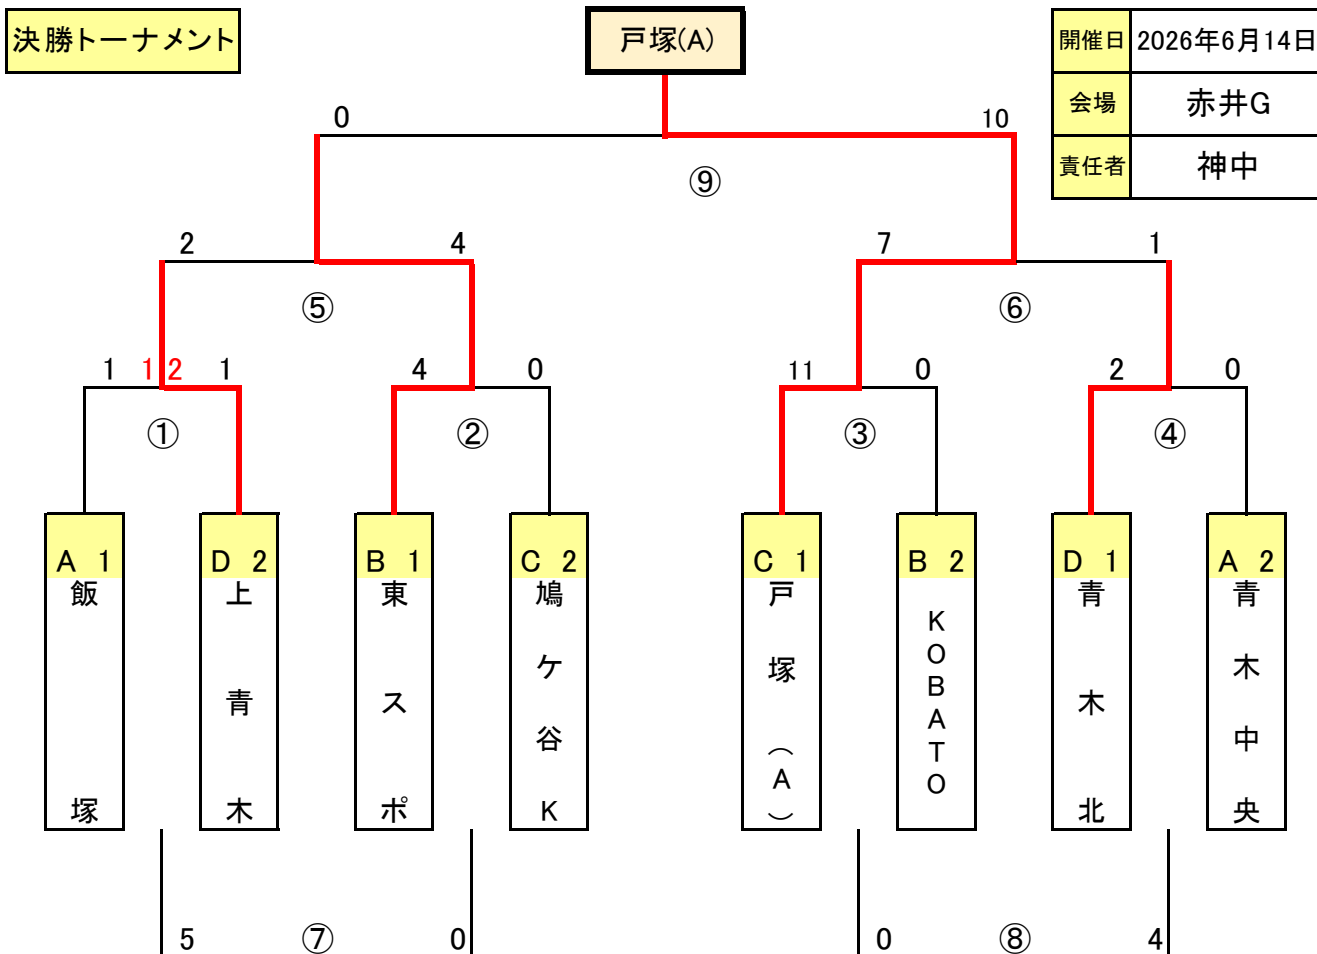 決勝トーナメント
戸塚(A)
開催日 2026年6月14日
会場 赤井G
責任者 神中
0 10
⑨
2 4 7 1
⑤ ⑥
1 1 2 1 4 0 11 0 2 0
① ② ③ ④
A 1 D 2 B 1 C 2 C 1 B 2 D 1 A 2
飯塚
上青木
東スポ
鳩ケ谷K
戸塚(A)
KOBATO
青木北
青木中央
5 ⑦ 0 0 ⑧ 4